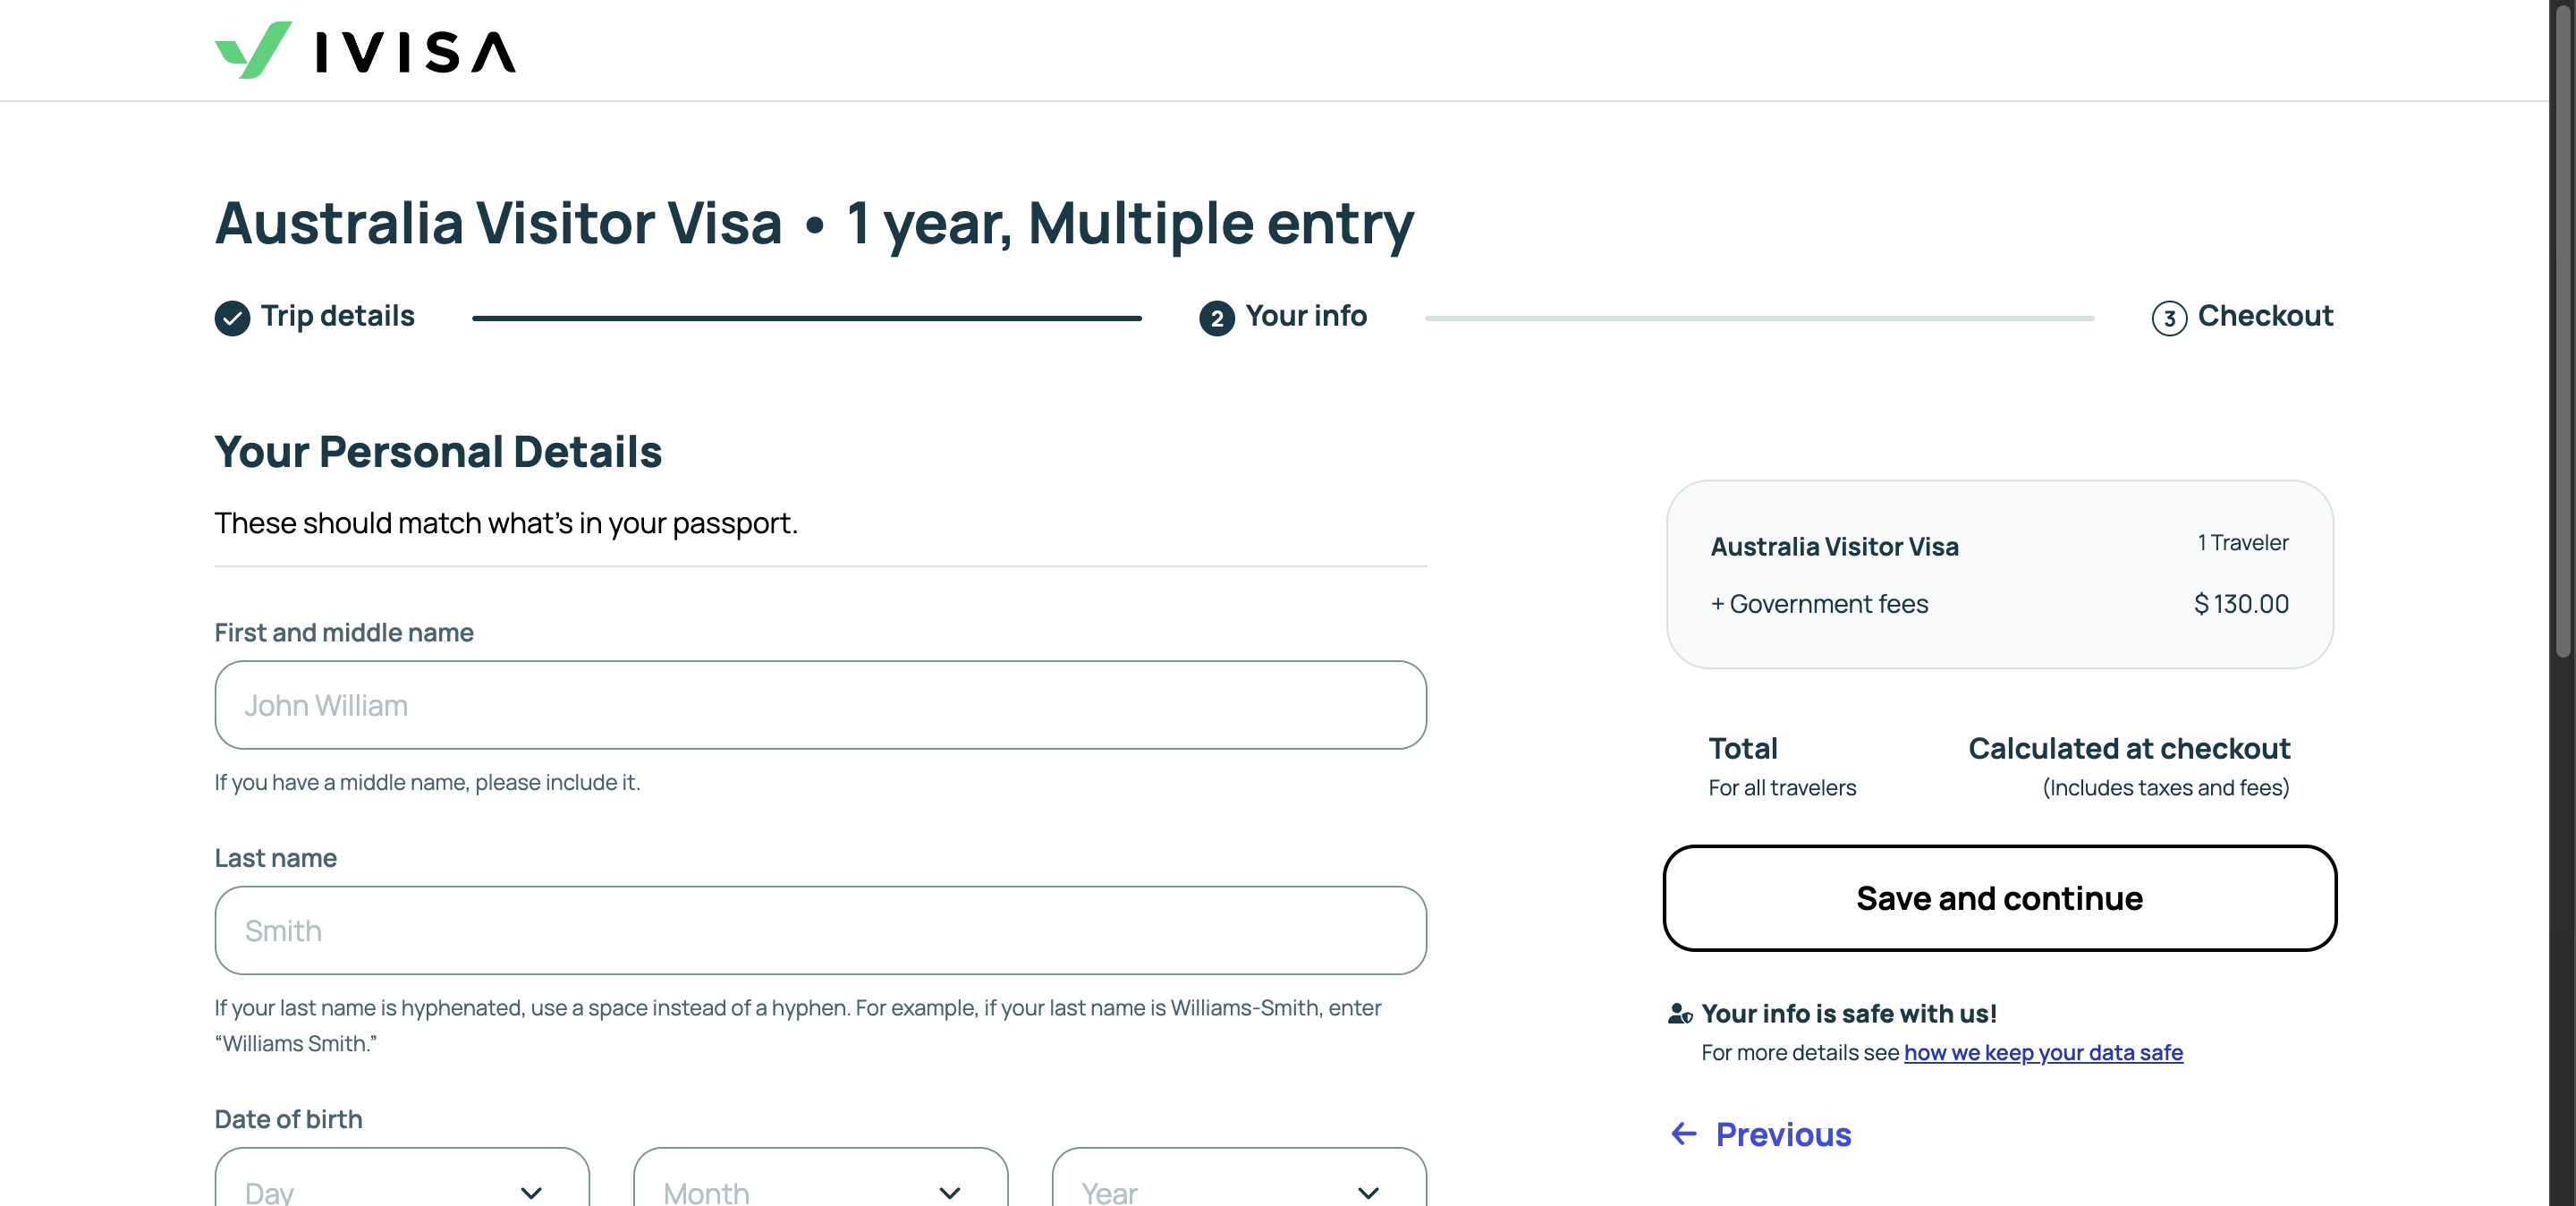 IVISA
Australia Visitor Visa • 1 year, Multiple entry
Trip details
2 Your info
3 Checkout
Your Personal Details
These should match what’s in your passport.
First and middle name
John William
If you have a middle name, please include it.
Last name
Smith
If your last name is hyphenated, use a space instead of a hyphen. For example, if your last name is Williams-Smith, enter
“Williams Smith.”
Date of birth
Day Month Year
Australia Visitor Visa 1 Traveler
+ Government fees $ 130.00
Total Calculated at checkout
For all travelers (Includes taxes and fees)
Save and continue
Your info is safe with us!
For more details see how we keep your data safe
← Previous